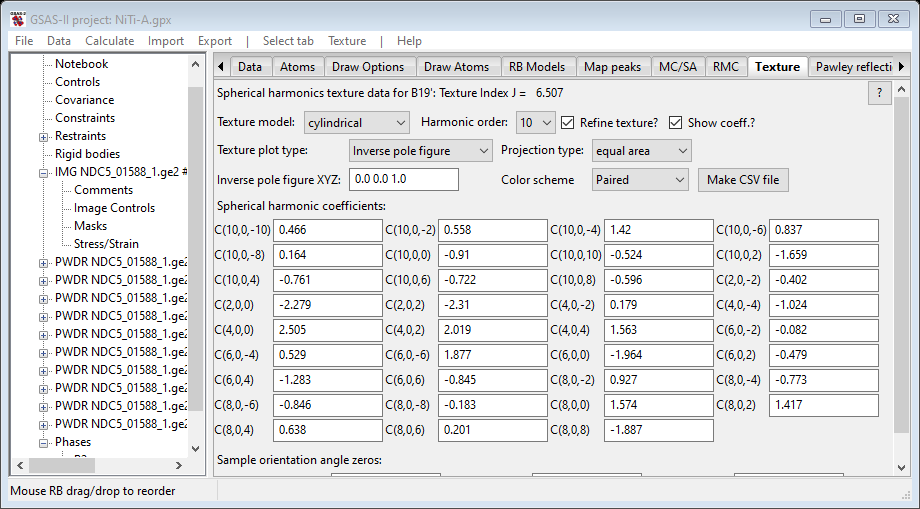 GSAS-II project: NiTi-A.gpx
File Data Calculate Import Export | Select tab Texture | Help
Notebook
Controls
Covariance
Constraints
Restraints
Rigid bodies
IMG NDC5_01588_1.ge2 #
Comments
Image Controls
Masks
Stress/Strain
PWDR NDC5_01588_1.ge2
PWDR NDC5_01588_1.ge2
PWDR NDC5_01588_1.ge2
PWDR NDC5_01588_1.ge2
PWDR NDC5_01588_1.ge2
PWDR NDC5_01588_1.ge2
PWDR NDC5_01588_1.ge2
PWDR NDC5_01588_1.ge2
PWDR NDC5_01588_1.ge2
PWDR NDC5_01588_1.ge2
Phases
Data Atoms Draw Options Draw Atoms RB Models Map peaks MC/SA RMC Texture Pawley reflecti
Spherical harmonics texture data for B19': Texture Index J = 6.507 ?
Texture model: cylindrical Harmonic order: 10 Refine texture? Show coeff.?
Texture plot type: Inverse pole figure Projection type: equal area
Inverse pole figure XYZ: 0.0 0.0 1.0 Color scheme Paired Make CSV file
Spherical harmonic coefficients:
C(10,0,-10) 0.466 C(10,0,-2) 0.558 C(10,0,-4) 1.42 C(10,0,-6) 0.837
C(10,0,-8) 0.164 C(10,0,0) -0.91 C(10,0,10) -0.524 C(10,0,2) -1.659
C(10,0,4) -0.761 C(10,0,6) -0.722 C(10,0,8) -0.596 C(2,0,-2) -0.402
C(2,0,0) -2.279 C(2,0,2) -2.31 C(4,0,-2) 0.179 C(4,0,-4) -1.024
C(4,0,0) 2.505 C(4,0,2) 2.019 C(4,0,4) 1.563 C(6,0,-2) -0.082
C(6,0,-4) 0.529 C(6,0,-6) 1.877 C(6,0,0) -1.964 C(6,0,2) -0.479
C(6,0,4) -1.283 C(6,0,6) -0.845 C(8,0,-2) 0.927 C(8,0,-4) -0.773
C(8,0,-6) -0.846 C(8,0,-8) -0.183 C(8,0,0) 1.574 C(8,0,2) 1.417
C(8,0,4) 0.638 C(8,0,6) 0.201 C(8,0,8) -1.887
Sample orientation angle zeros:
Mouse RB drag/drop to reorder